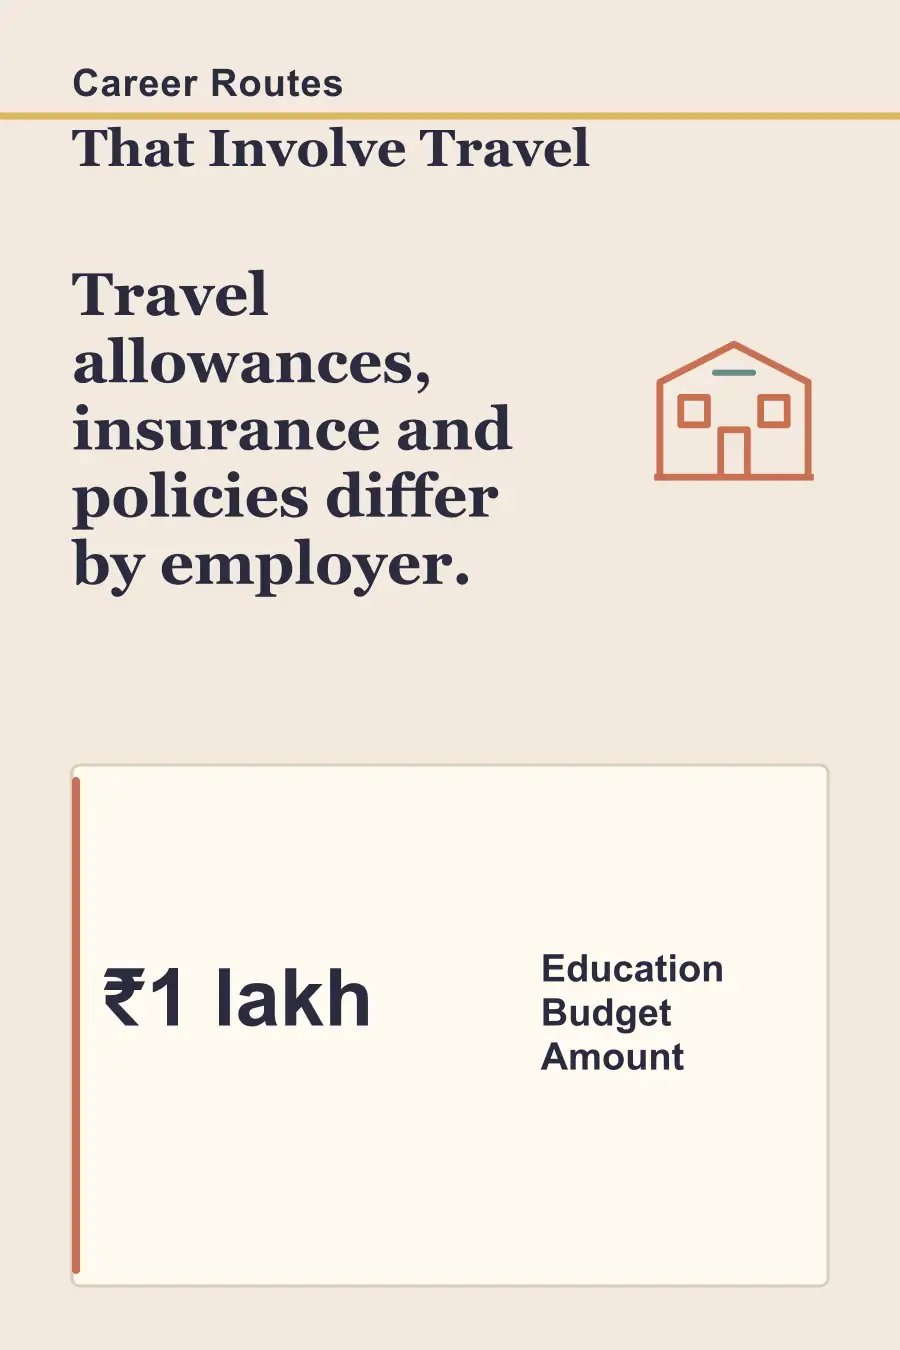 Career Routes
That Involve Travel
Travel
allowances,
insurance and
policies differ
by employer.
₹1 lakh
Education
Budget
Amount